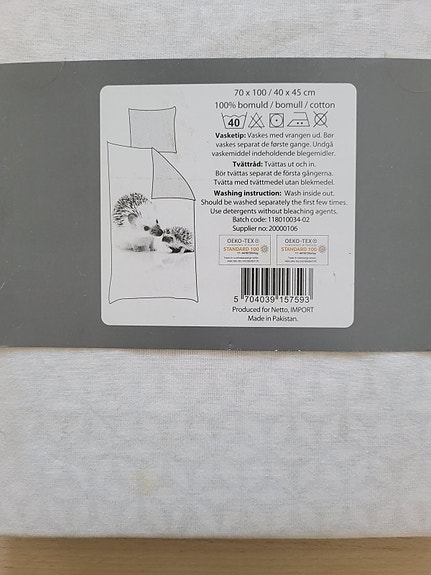 70 x 100 / 40 x 45 cm
100% bomuld / bomull / cotton
40
Vasketip: Vaskes med vrangen ud. Bør
vaskes separat de første gange. Undgå
vaskemiddel indeholdende blegemidler.
Tvättråd: Tvättas ut och in.
Bör tvättas separat de första gångerna.
Tvätta med tvättmedel utan blekmedel.
Washing instruction: Wash inside out.
Should be washed separately the first few times.
Use detergents without bleaching agents.
Batch code: 118010034-02
Supplier no: 20000106
OEKO-TEX® OEKO-TEX®
STANDARD 100 STANDARD 100
5 704039 157593
Produced for Netto, IMPORT
Made in Pakistan.